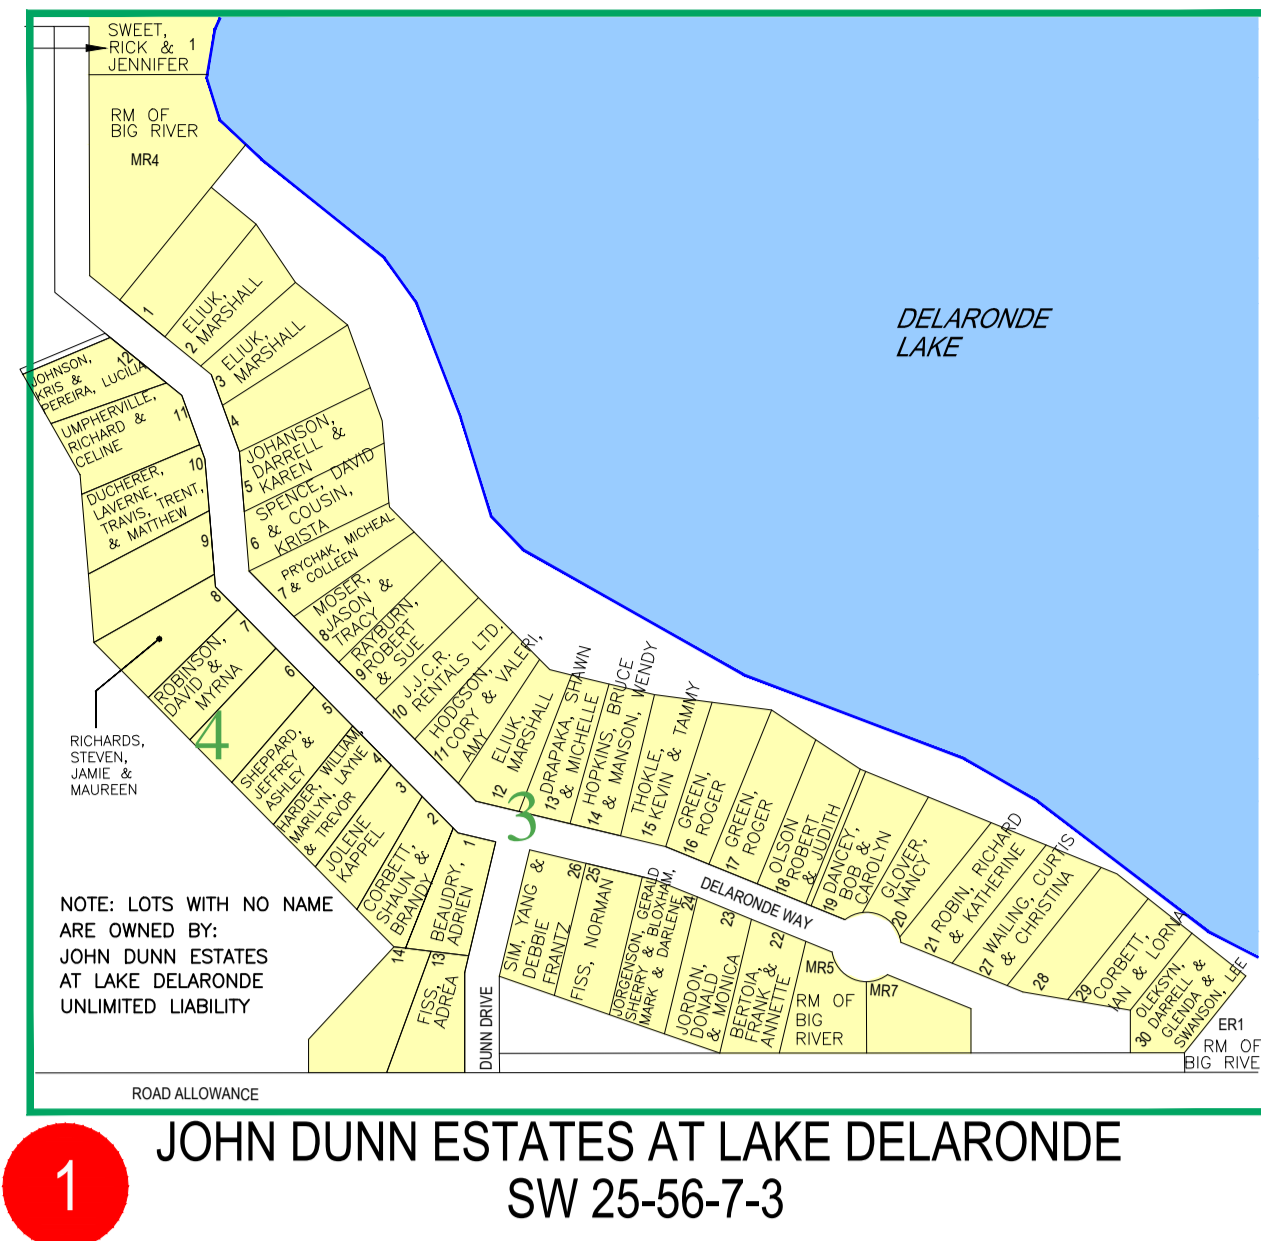 SWEET,
RICK & 1
JENNIFER
RM OF
BIG RIVER
MR4
1
ELIUK,
2 MARSHALL
ELIUK,
3 MARSHALL
4
JOHANSON,
DARRELL &
5 KAREN
SPENCE, DAVID
& COUSIN,
6 KRISTA
PRYCHAK, MICHEAL
7 & COLLEEN
MOSER,
8 JASON &
TRACY
RAYBURN,
9 ROBERT
& SUE
J.J.C.R.
10 RENTALS LTD.
HODGSON,
11 CORY & VALERI,
AMY
ELIUK,
12 MARSHALL
DRAPAKA, SHAWN
13 & MICHELLE
HOPKINS, BRUCE
14 & MANSON, WENDY
THOKLE,
15 KEVIN & TAMMY
GREEN,
16 ROGER
GREEN,
17 ROGER
OLSON
18 ROBERT
& JUDITH
DANCEY,
19 BOB &
CAROLYN
GLOVER,
20 NANCY
21 ROBIN, RICHARD
& KATHERINE
27 WAILING, CURTIS
& CHRISTINA
28
29
CORBETT,
IAN & LORNA
OLEKSYN,
30 DARRELL &
GLENDA &
SWANSON, LEE
ER1
RM OF
BIG RIVE
DELARONDE
LAKE
JOHNSON, 12
KRIS &
PEREIRA, LUCILIA
UMPHERVILLE,
RICHARD & 11
CELINE
DUCHERER, 10
LAVERNE,
TRAVIS, TRENT,
& MATTHEW
9
8
RICHARDS,
STEVEN,
JAMIE &
MAUREEN
ROBINSON, 7
DAVID &
MYRNA
6
4
5
SHEPPARD,
JEFFREY &
ASHLEY
HARDER, WILLIAM, 4
MARILYN, LAYNE
& TREVOR
3
JOLENE
KAPPEL
2
CORBETT,
SHAUN &
BRANDY
1
BEAUDRY,
ADRIEN
14
13
FISS,
ADREA
3
SIM, YANG & 26
DEBBIE
FRANTZ
25
FISS, NORMAN
JORGENSON, GERALD
SHERRY & BLOXHAM,
MARK & DARLENE
24
JORDON, 23
DONALD
& MONICA
BERTOIA, 22
FRANK &
ANNETTE
MR5
RM OF
BIG
RIVER
MR7
DELARONDE WAY
DUNN DRIVE
NOTE: LOTS WITH NO NAME
ARE OWNED BY:
JOHN DUNN ESTATES
AT LAKE DELARONDE
UNLIMITED LIABILITY
ROAD ALLOWANCE
1
JOHN DUNN ESTATES AT LAKE DELARONDE
SW 25-56-7-3